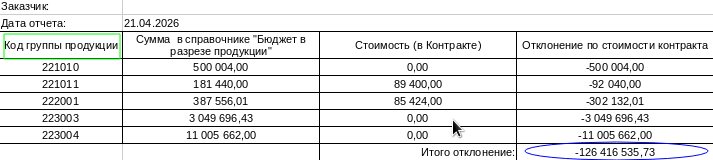 Заказчик:
Дата отчета: 21.04.2026
Код группы продукции Сумма в справочнике "Бюджет в разрезе продукции" Стоимость (в Контракте) Отклонение по стоимости контракта
221010 500 004,00 0,00 -500 004,00
221011 181 440,00 89 400,00 -92 040,00
222001 387 556,01 85 424,00 -302 132,01
223003 3 049 696,43 0,00 -3 049 696,43
223004 11 005 662,00 0,00 -11 005 662,00
Итого отклонение: -126 416 535,73